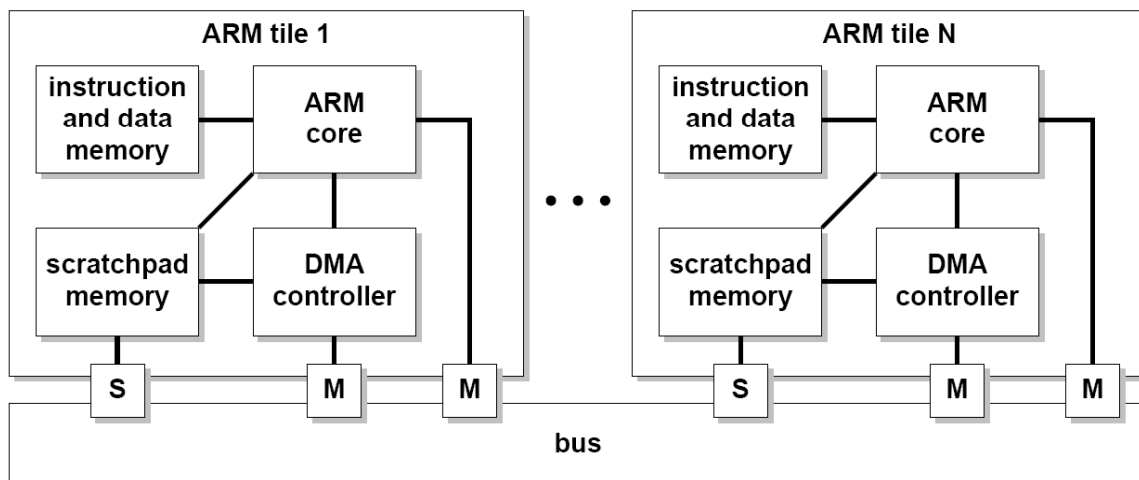 ARM tile 1
instruction
and data
memory
ARM
core
scratchpad
memory
DMA
controller
S
M
M
• • •
ARM tile N
instruction
and data
memory
ARM
core
scratchpad
memory
DMA
controller
S
M
M
bus